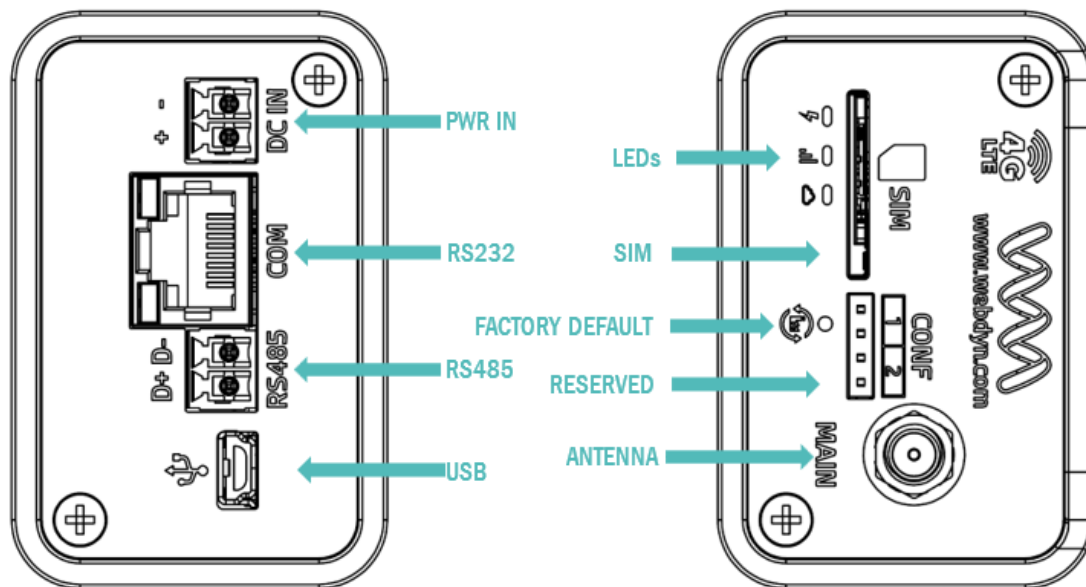 - +
DC IN
PWR IN
COM
RS232
D+ D-
RS485
RS485
USB
LEDs
SIM
SIM
4G
LTE
www.webdyn.com
FACTORY DEFAULT
CONF
1 2
RESERVED
MAIN
ANTENNA